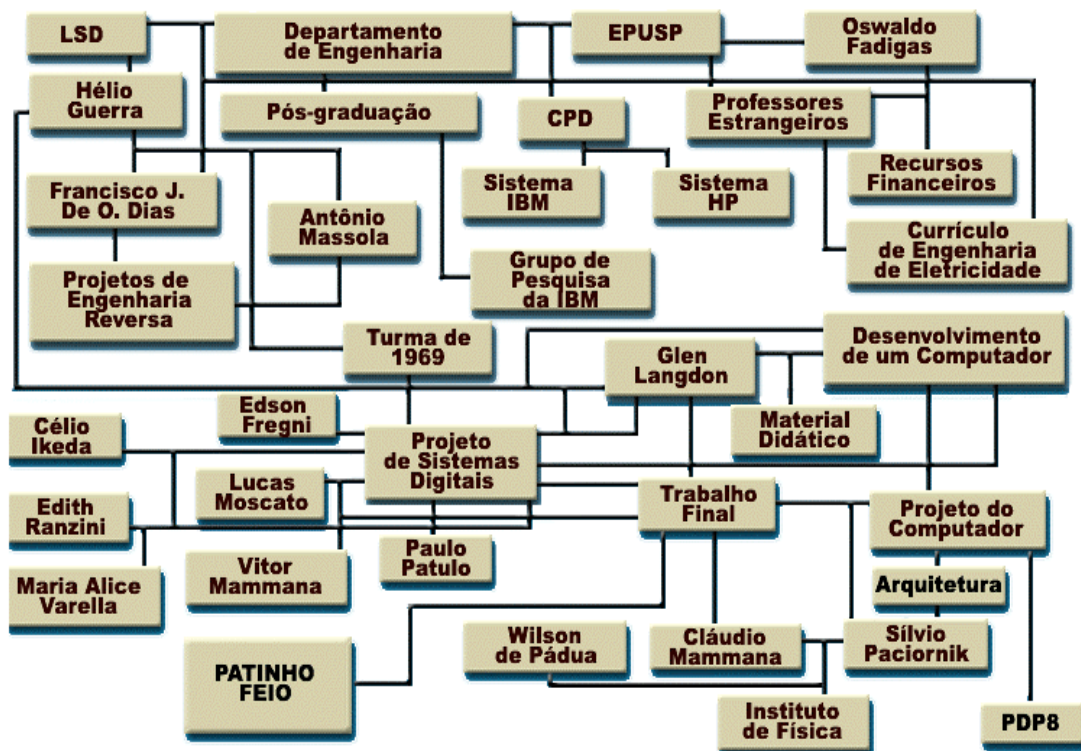 LSD
Departamento
de Engenharia
EPUSP
Oswaldo
Fadigas
Hélio
Guerra
Pós-graduação
CPD
Professores
Estrangeiros
Recursos
Financeiros
Francisco J.
De O. Dias
Antônio
Massola
Sistema
IBM
Sistema
HP
Currículo
de Engenharia
de Eletricidade
Projetos de
Engenharia
Reversa
Grupo de
Pesquisa
da IBM
Turma de
1969
Glen
Langdon
Desenvolvimento
de um Computador
Edson
Fregni
Material
Didático
Célio
Ikeda
Projeto
de Sistemas
Digitais
Lucas
Moscato
Trabalho
Final
Projeto do
Computador
Edith
Ranzini
Vitor
Mammana
Paulo
Patulo
Maria Alice
Varella
Arquitetura
Wilson
de Pádua
Cláudio
Mammana
Sílvio
Paciornik
PATINHO
FEIO
Instituto
de Física
PDP8